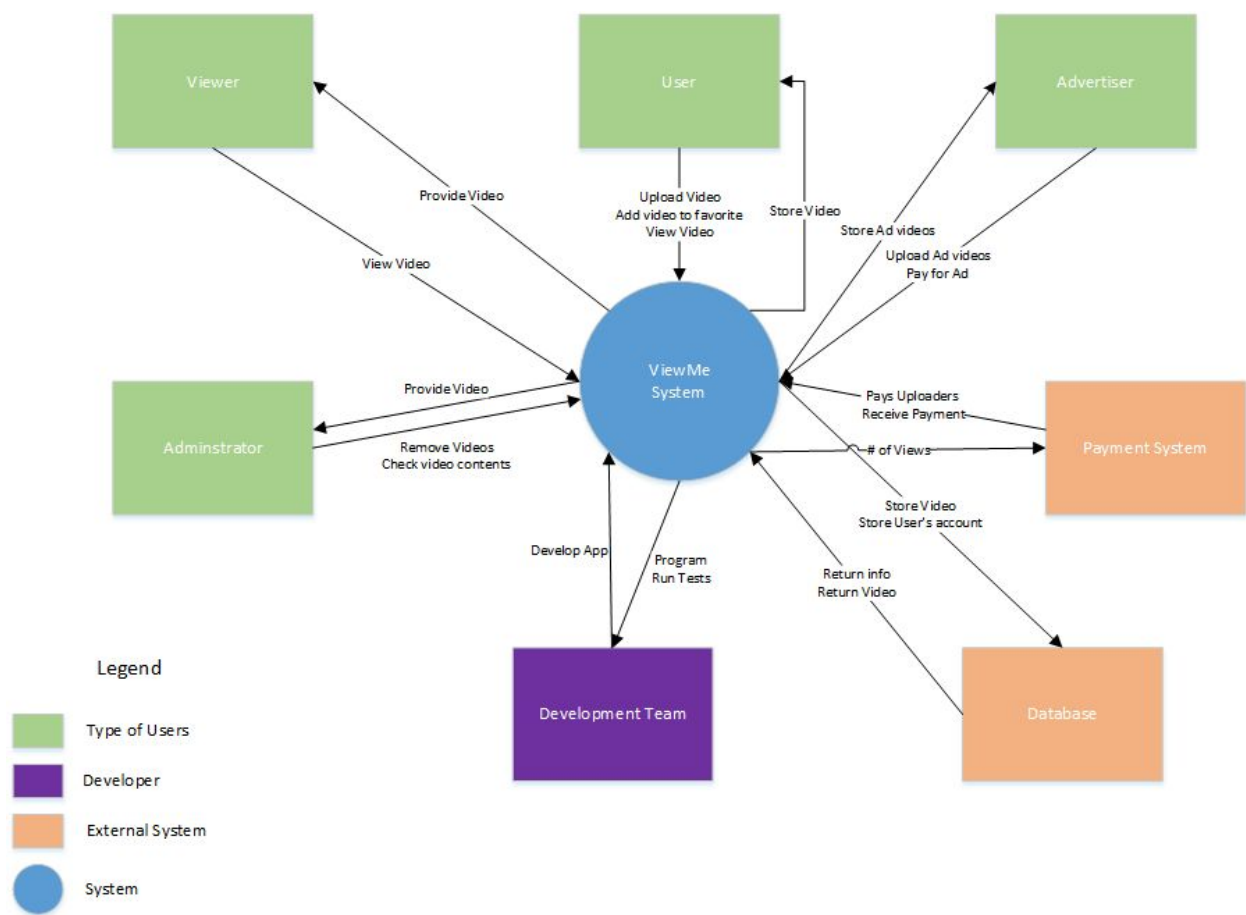 Viewer
User
Advertiser
Provide Video
Upload Video
Add video to favorite
View Video
Store Video
Store Ad videos
Upload Ad videos
Pay for Ad
View Video
ViewMe
System
Provide Video
Adminstrator
Remove Videos
Check video contents
Pays Uploaders
Receive Payment
# of Views
Payment System
Store Video
Store User's account
Develop App
Program
Run Tests
Return info
Return Video
Development Team
Database
Legend
Type of Users
Developer
External System
System